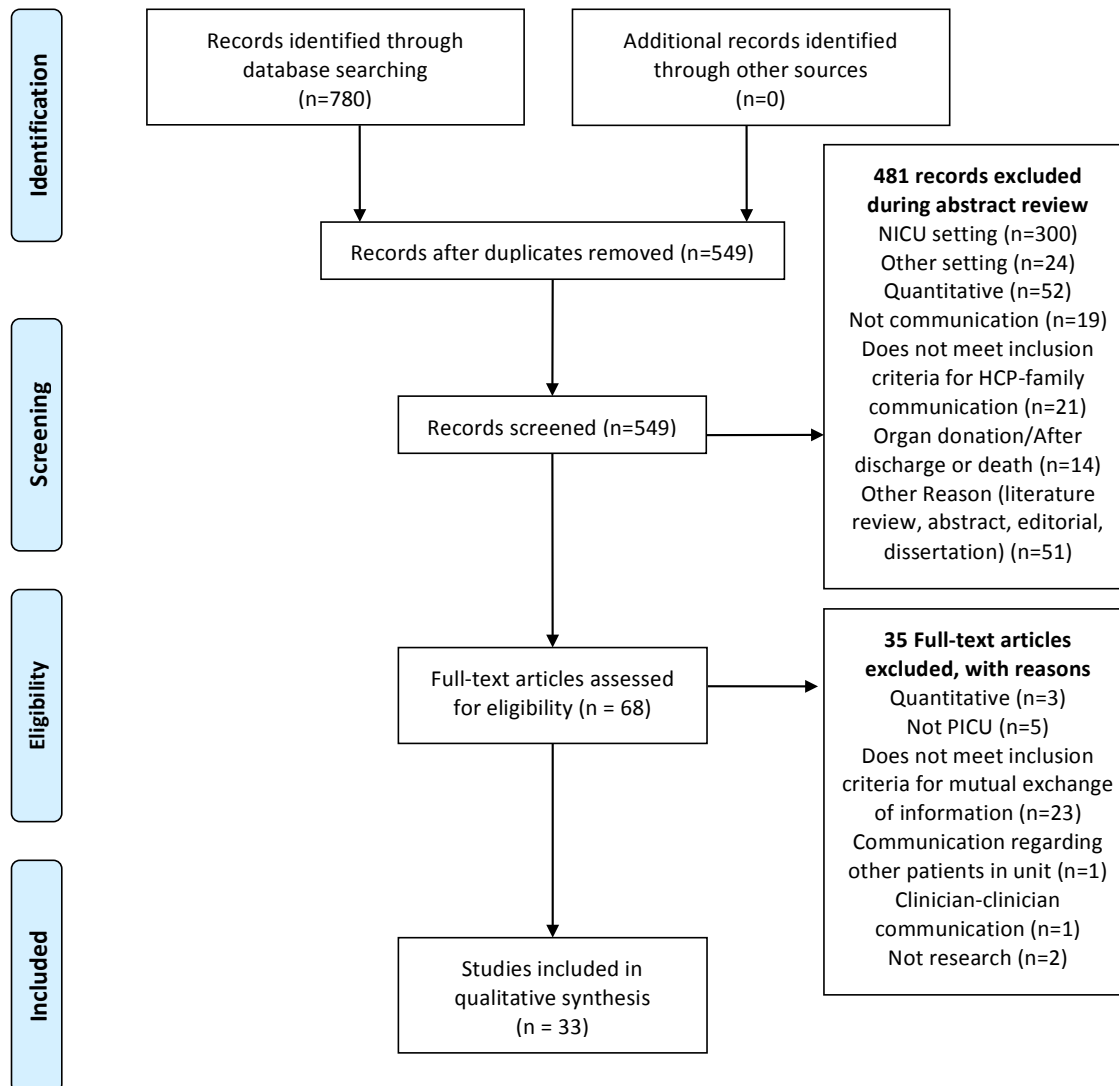 Identification
Records identified through
database searching
(n=780)
Additional records identified
through other sources
(n=0)
Records after duplicates removed (n=549)
481 records excluded
during abstract review
NICU setting (n=300)
Other setting (n=24)
Quantitative (n=52)
Not communication (n=19)
Does not meet inclusion
criteria for HCP-family
communication (n=21)
Organ donation/After
discharge or death (n=14)
Other Reason (literature
review, abstract, editorial,
dissertation) (n=51)
Screening
Records screened (n=549)
Eligibility
Full-text articles assessed
for eligibility (n = 68)
35 Full-text articles
excluded, with reasons
Quantitative (n=3)
Not PICU (n=5)
Does not meet inclusion
criteria for mutual exchange
of information (n=23)
Communication regarding
other patients in unit (n=1)
Clinician-clinician
communication (n=1)
Not research (n=2)
Included
Studies included in
qualitative synthesis
(n = 33)